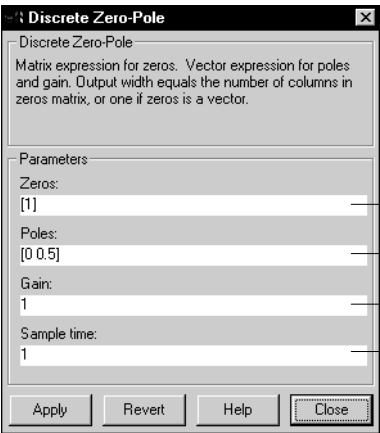 Discrete Zero-Pole
Discrete Zero-Pole
Matrix expression for zeros.  Vector expression for poles
and gain. Output width equals the number of columns in
zeros matrix, or one if zeros is a vector.
Parameters
Zeros:
[1]
Poles:
[0 0.5]
Gain:
1
Sample time:
1
Apply Revert Help Close